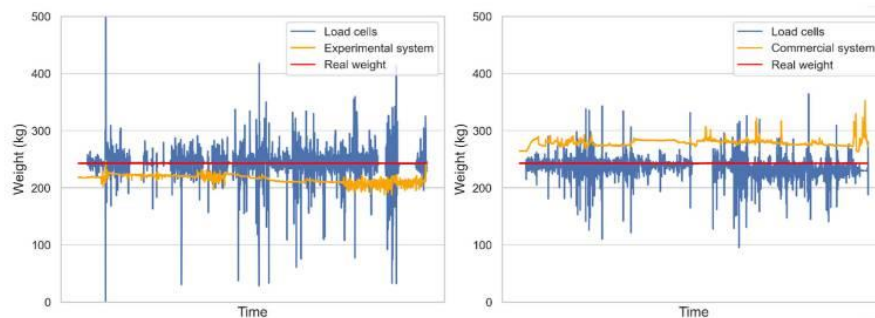 500
400
300
200
100
0
Weight (kg)
Time
Load cells
Experimental system
Real weight
500
400
300
200
100
0
Weight (kg)
Time
Load cells
Commercial system
Real weight